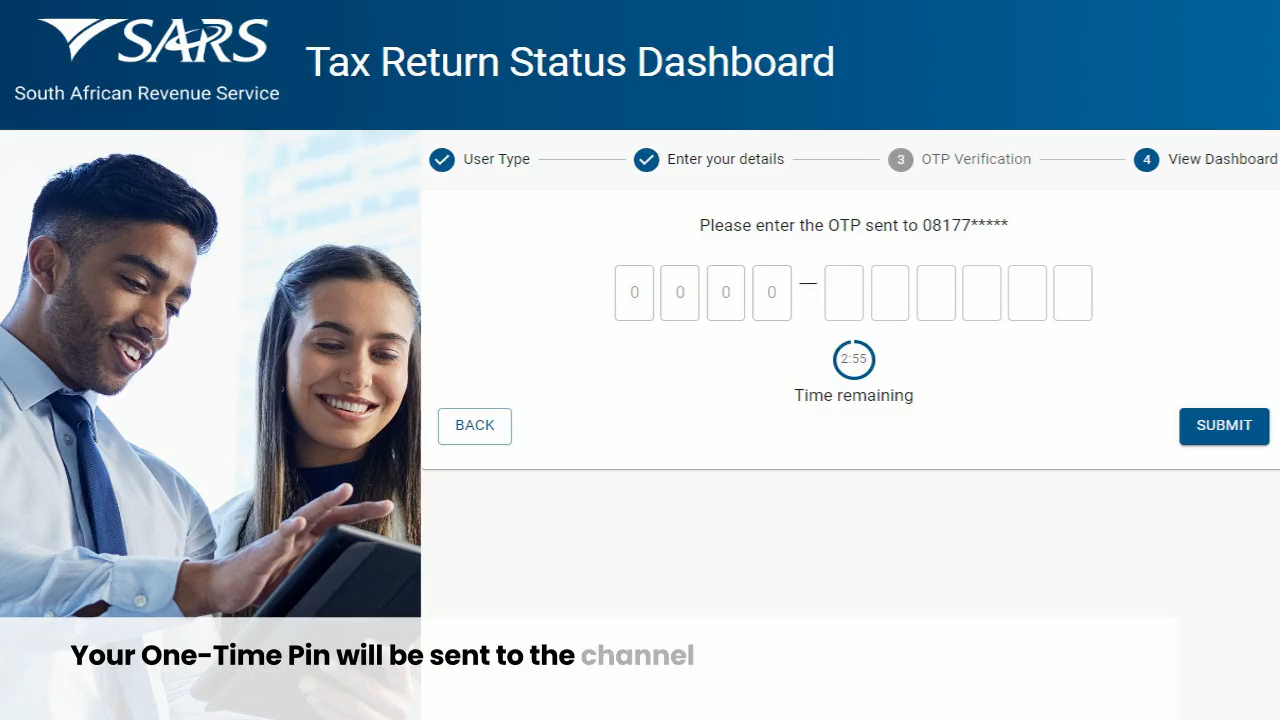 SARS
South African Revenue Service
Tax Return Status Dashboard
User Type
Enter your details
3 OTP Verification
4 View Dashboard
Please enter the OTP sent to 08177*****
0 0 0 0 —
2:55
Time remaining
BACK
SUBMIT
Your One-Time Pin will be sent to the channel